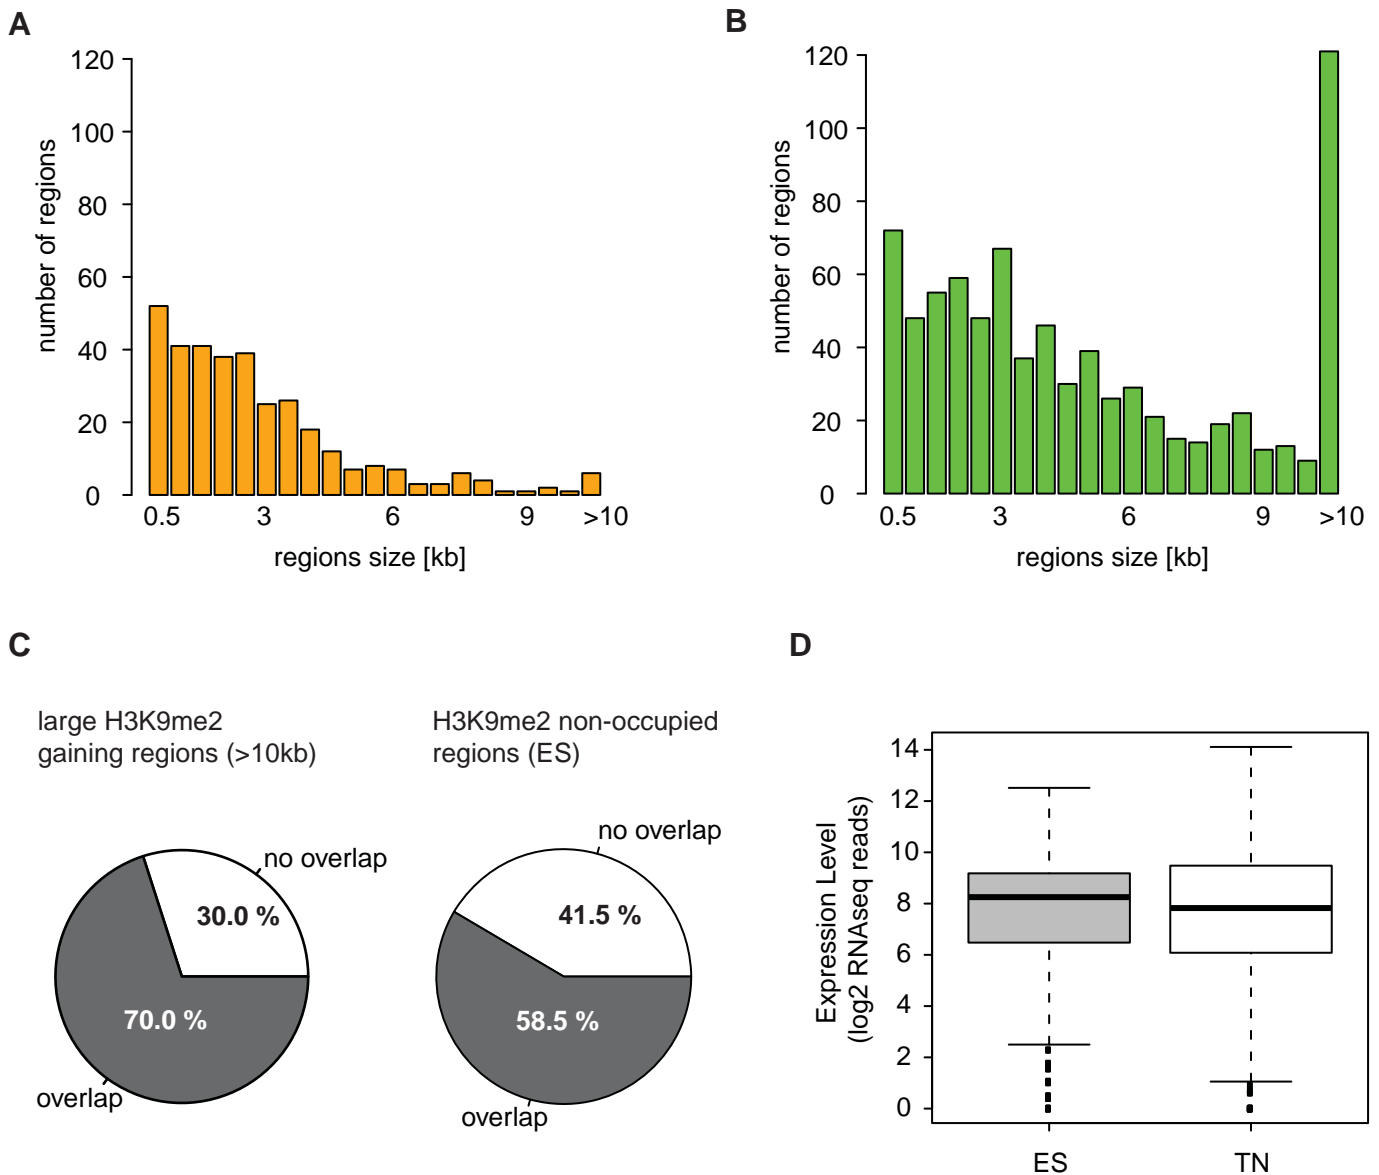 A
120
100
80
60
40
20
0
number of regions
0.5 3 6 9 >10
regions size [kb]
B
120
100
80
60
40
20
0
number of regions
0.5 3 6 9 >10
regions size [kb]
C
large H3K9me2
gaining regions (>10kb)
no overlap
30.0 %
70.0 %
overlap
H3K9me2 non-occupied
regions (ES)
no overlap
41.5 %
58.5 %
overlap
D
14
12
10
8
6
4
2
0
Expression Level
(log2 RNAseq reads)
ES TN